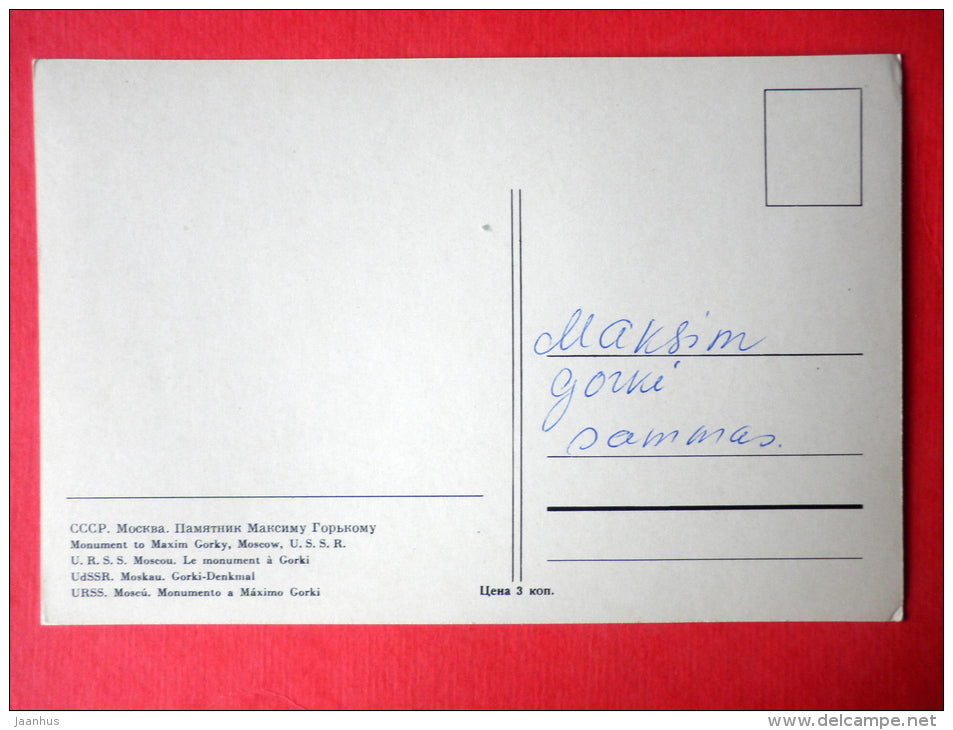 Maksim
Gorki
sammas.
СССР. Москва. Памятник Максиму Горькому
Monument to Maxim Gorky, Moscow, U. S. S. R.
U. R. S. S. Moscou. Le monument à Gorki
UdSSR. Moskau. Gorki-Denkmal
URSS. Moscú. Monumento a Máximo Gorki
Цена 3 коп.
Jaanhus
www.delcampe.net